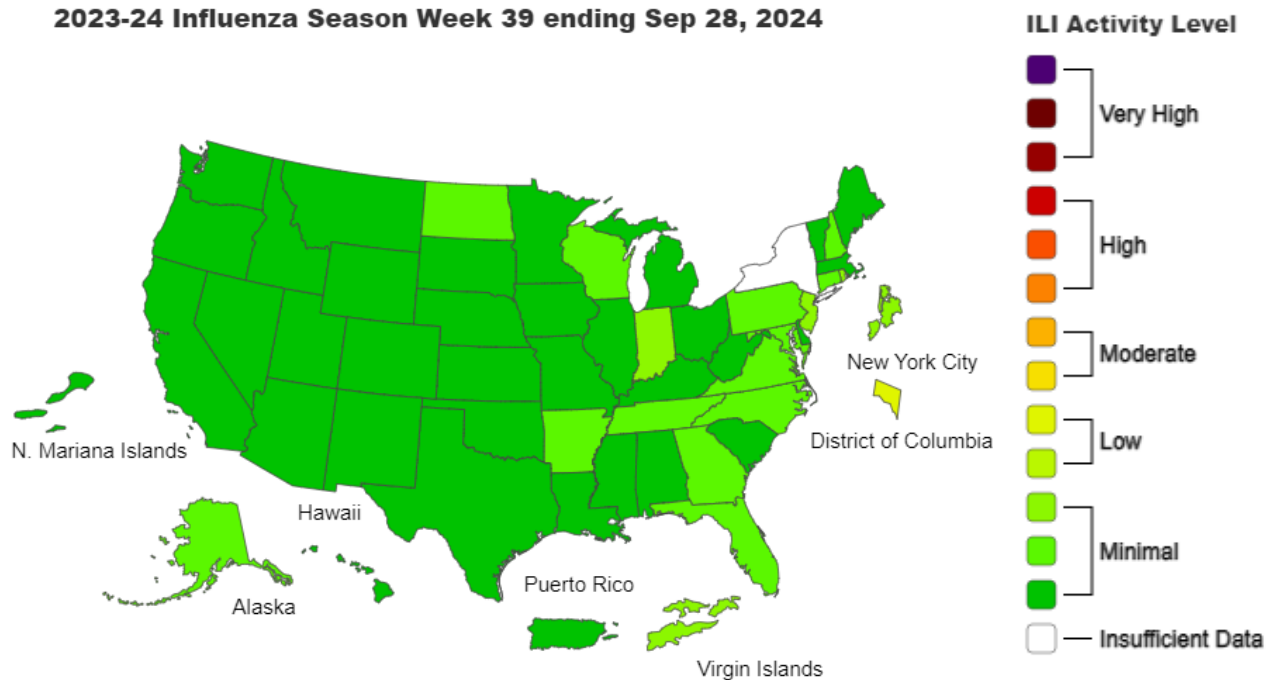 2023-24 Influenza Season Week 39 ending Sep 28, 2024
ILI Activity Level
Very High
High
Moderate
Low
Minimal
Insufficient Data
New York City
District of Columbia
N. Mariana Islands
Hawaii
Alaska
Puerto Rico
Virgin Islands